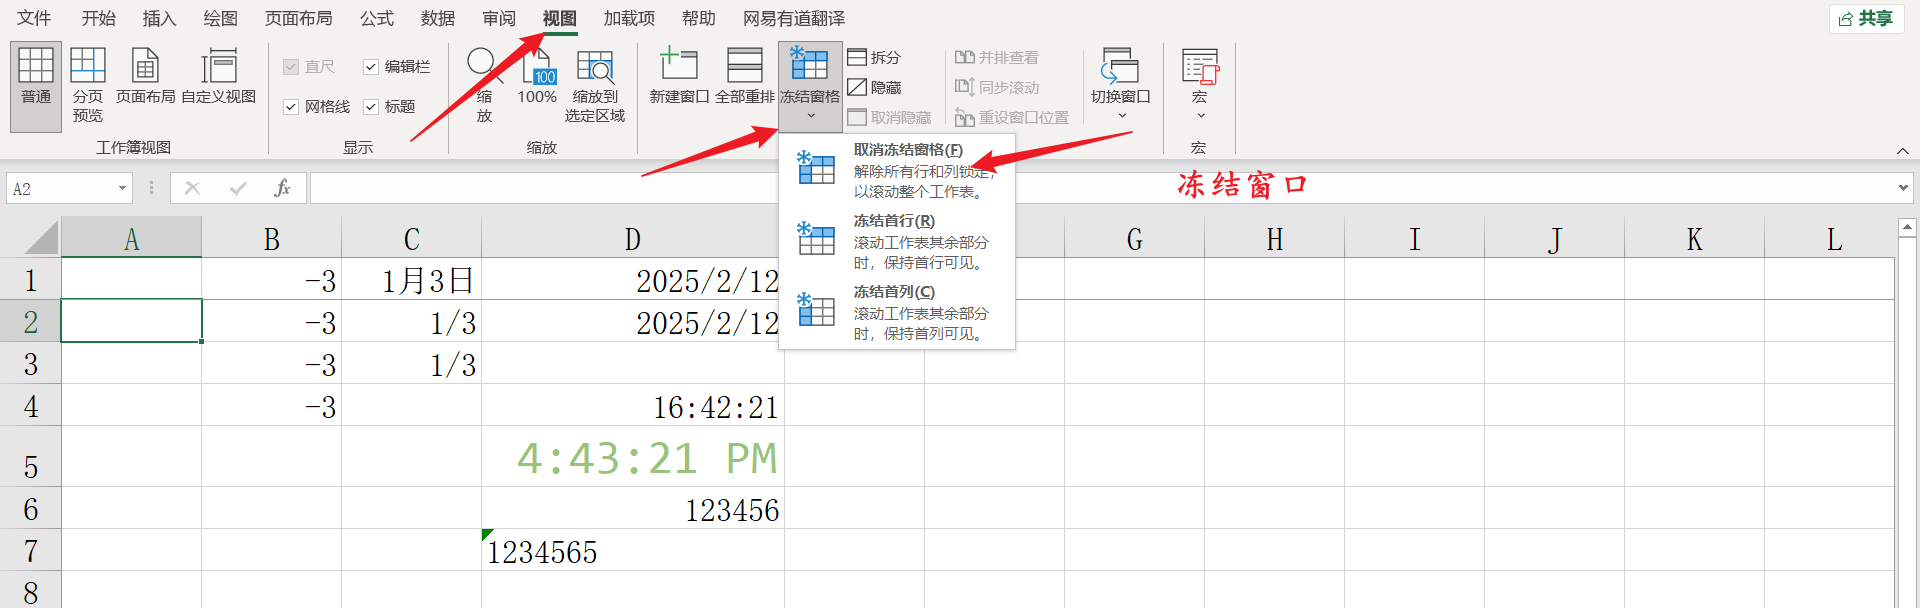 文件 开始 插入 绘图 页面布局 公式 数据 审阅 视图 加载项 帮助 网易有道翻译 共享
普通 分页预览 页面布局 自定义视图
工作簿视图
直尺 编辑栏
网格线 标题
显示
缩放 100% 缩放到选定区域
100
缩放
新建窗口 全部重排 冻结窗格
拆分 并排查看
隐藏 同步滚动
取消隐藏 重设窗口位置
切换窗口
宏
宏
取消冻结窗格(F)
解除所有行和列锁定,
以滚动整个工作表。
冻结首行(R)
滚动工作表其余部分
时，保持首行可见。
冻结首列(C)
滚动工作表其余部分
时，保持首列可见。
冻结窗口
A2 fx
A B C D G H I J K L
1 -3 1月3日 2025/2/12
2 -3 1/3 2025/2/12
3 -3 1/3
4 -3 16:42:21
5 4:43:21 PM
6 123456
7 1234565
8